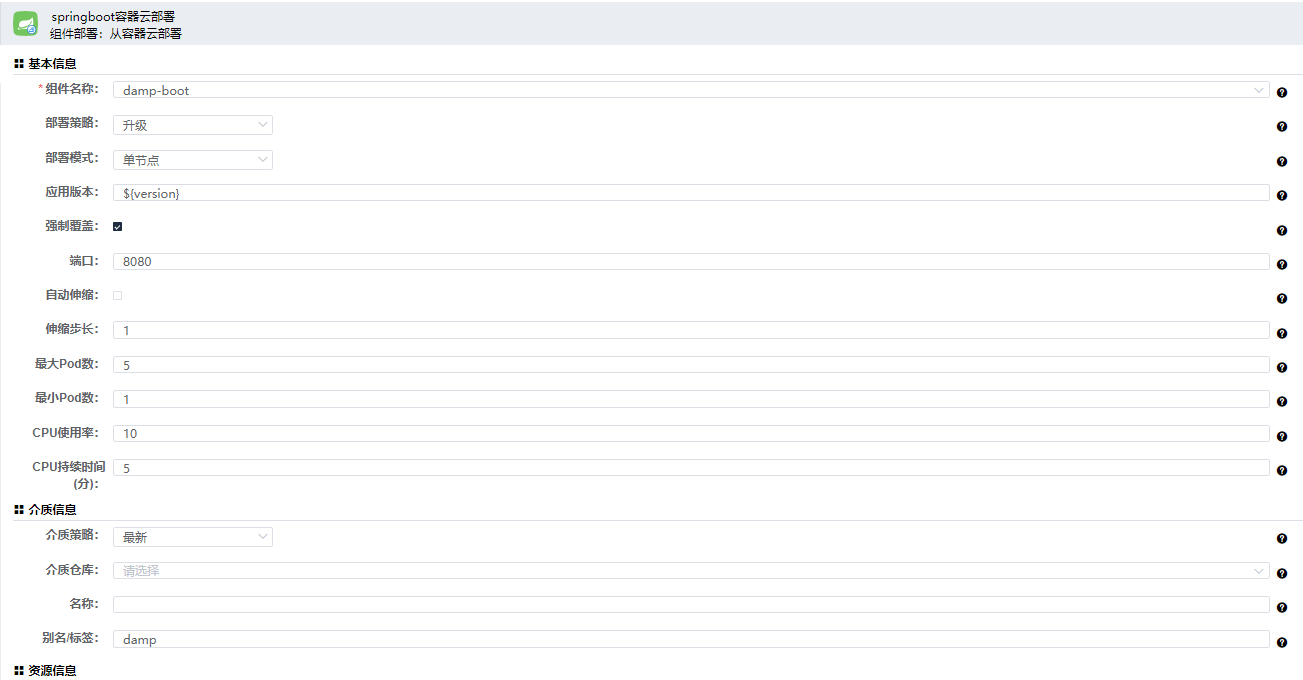 springboot容器云部署
组件部署：从容器云部署
基本信息
*组件名称： damp-boot
部署策略： 升级
部署模式： 单节点
应用版本： ${version}
强制覆盖：
端口： 8080
自动伸缩：
伸缩步长： 1
最大Pod数： 5
最小Pod数： 1
CPU使用率： 10
CPU持续时间 5
(分)：
介质信息
介质策略： 最新
介质仓库： 请选择
名称：
别名/标签： damp
资源信息